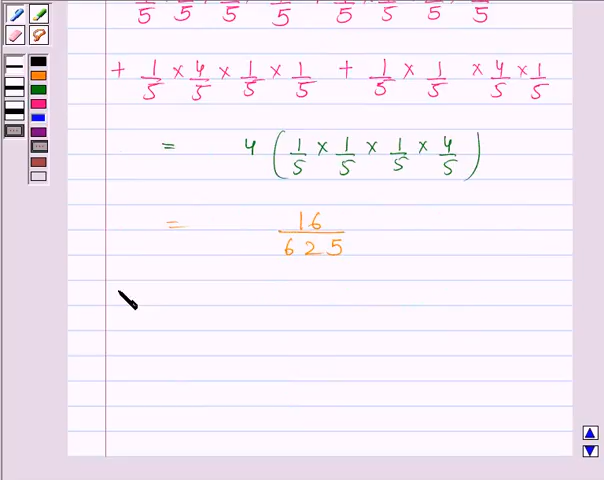 + 1/5 × 4/5 × 1/5 × 1/5 + 1/5 × 1/5 × 4/5 × 1/5
= 4 ( 1/5 × 1/5 × 1/5 × 4/5 )
= 16/625